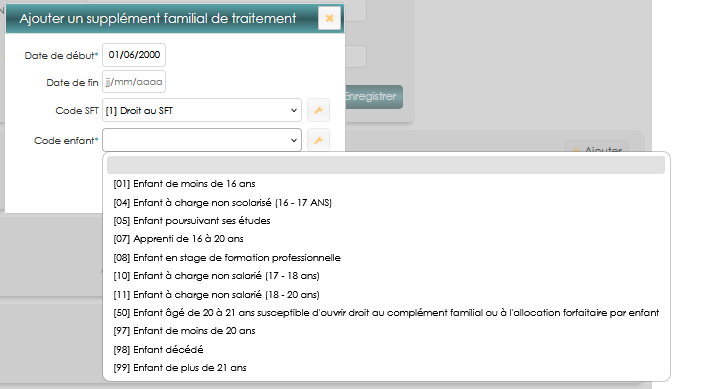 N
Ajouter un supplément familial de traitement
Date de début* 01/06/2000
Date de fin jj/mm/aaaa
Code SFT [1] Droit au SFT
Enregistrer
Code enfant*
Ajouter
[01] Enfant de moins de 16 ans
[04] Enfant à charge non scolarisé (16 - 17 ANS)
[05] Enfant poursuivant ses études
[07] Apprenti de 16 à 20 ans
[08] Enfant en stage de formation professionnelle
[10] Enfant à charge non salarié (17 - 18 ans)
[11] Enfant à charge non salarié (18 - 20 ans)
[50] Enfant âgé de 20 à 21 ans susceptible d'ouvrir droit au complément familial ou à l'allocation forfaitaire par enfant
[97] Enfant de moins de 20 ans
[98] Enfant décédé
[99] Enfant de plus de 21 ans